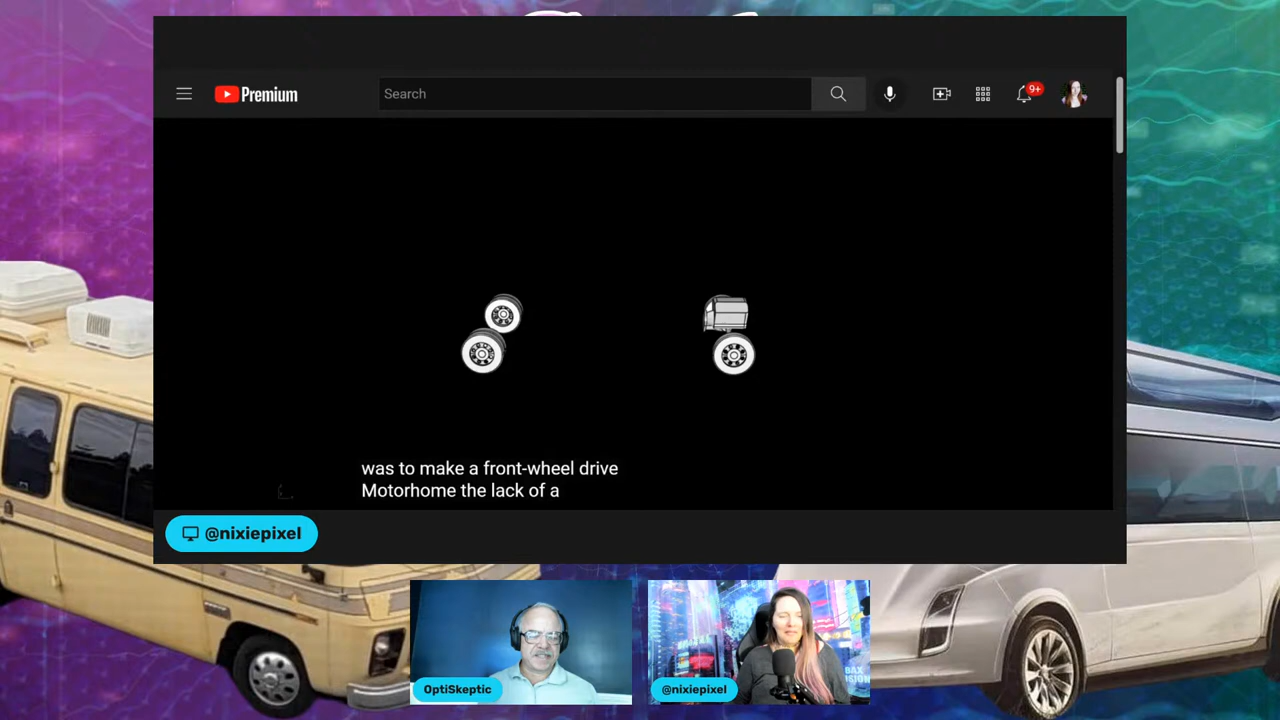 Premium
Search
9+
was to make a front-wheel drive
Motorhome the lack of a
@nixiepixel
OptiSkeptic
@nixiepixel